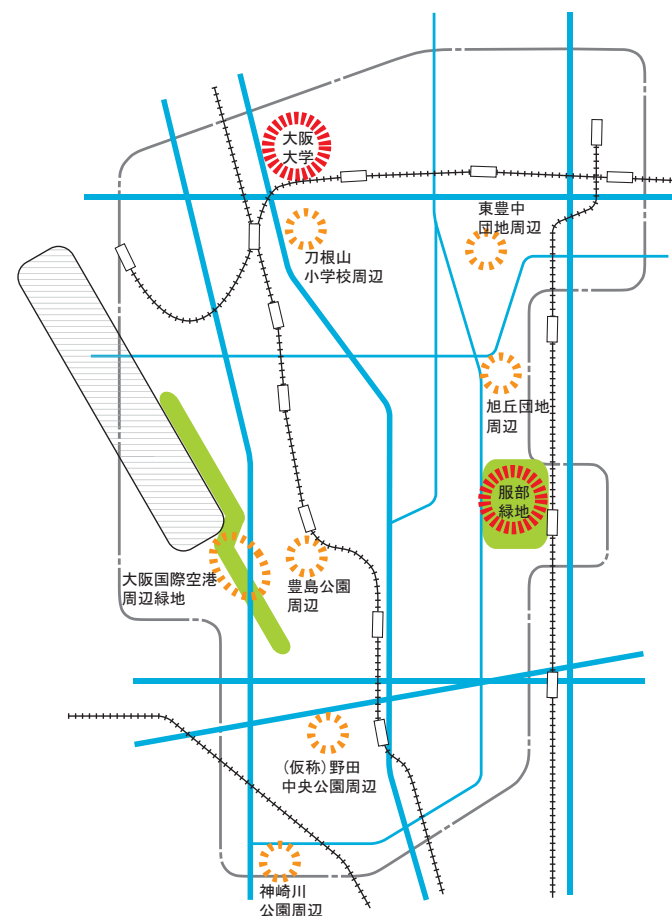 大阪
大学
東豊中
団地周辺
刀根山
小学校周辺
旭丘団地
周辺
服部
緑地
大阪国際空港
周辺緑地
豊島公園
周辺
(仮称)野田
中央公園周辺
神崎川
公園周辺